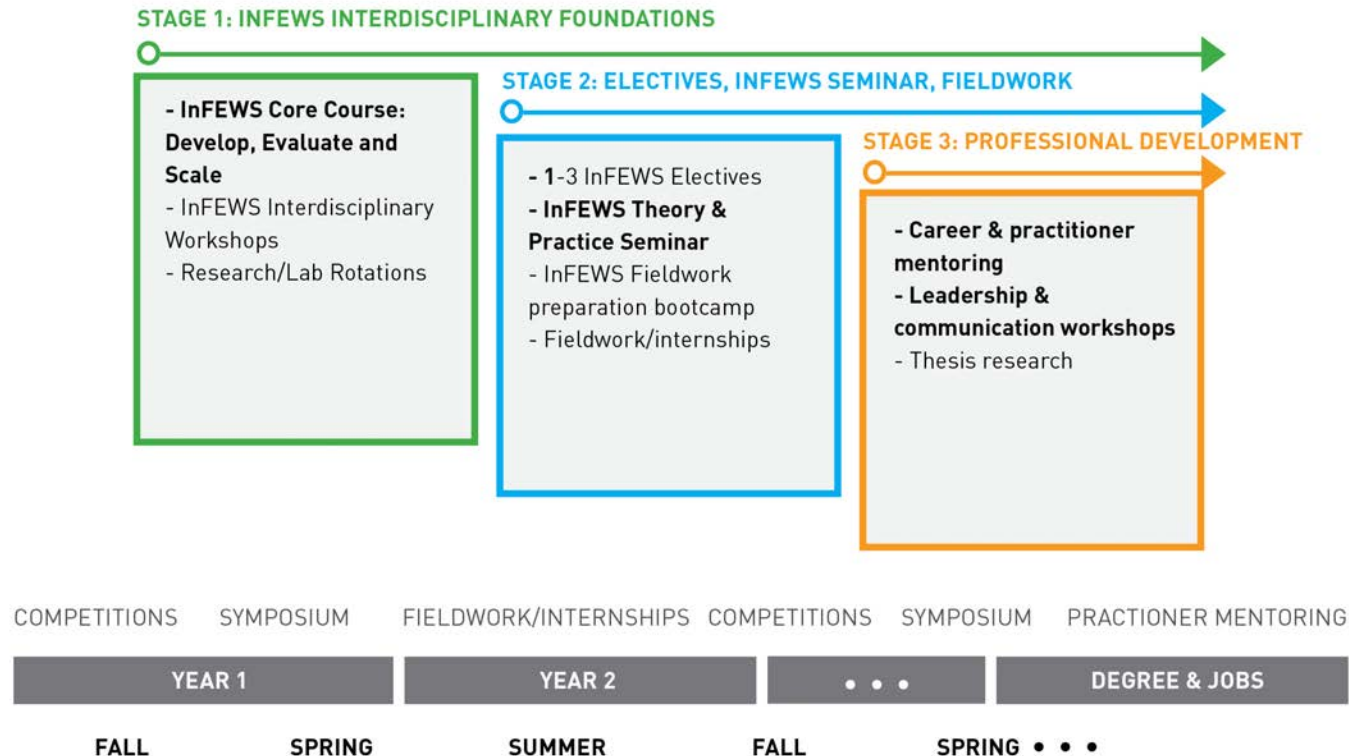 STAGE 1: INFEWS INTERDISCIPLINARY FOUNDATIONS
- InFEWS Core Course:
Develop, Evaluate and
Scale
- InFEWS Interdisciplinary
Workshops
- Research/Lab Rotations
STAGE 2: ELECTIVES, INFEWS SEMINAR, FIELDWORK
- 1-3 InFEWS Electives
- InFEWS Theory &
Practice Seminar
- InFEWS Fieldwork
preparation bootcamp
- Fieldwork/internships
STAGE 3: PROFESSIONAL DEVELOPMENT
- Career & practitioner
mentoring
- Leadership &
communication workshops
- Thesis research
COMPETITIONS SYMPOSIUM FIELDWORK/INTERNSHIPS COMPETITIONS SYMPOSIUM PRACTIONER MENTORING
YEAR 1 YEAR 2 • • • DEGREE & JOBS
FALL SPRING SUMMER FALL SPRING • • •